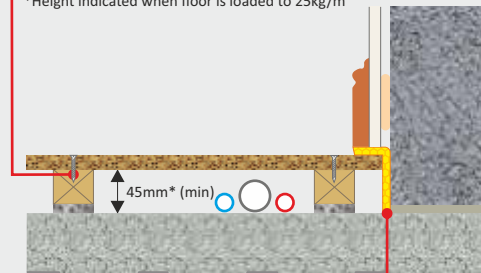 *Height indicated when floor is loaded to 25kg/m
45mm* (min)